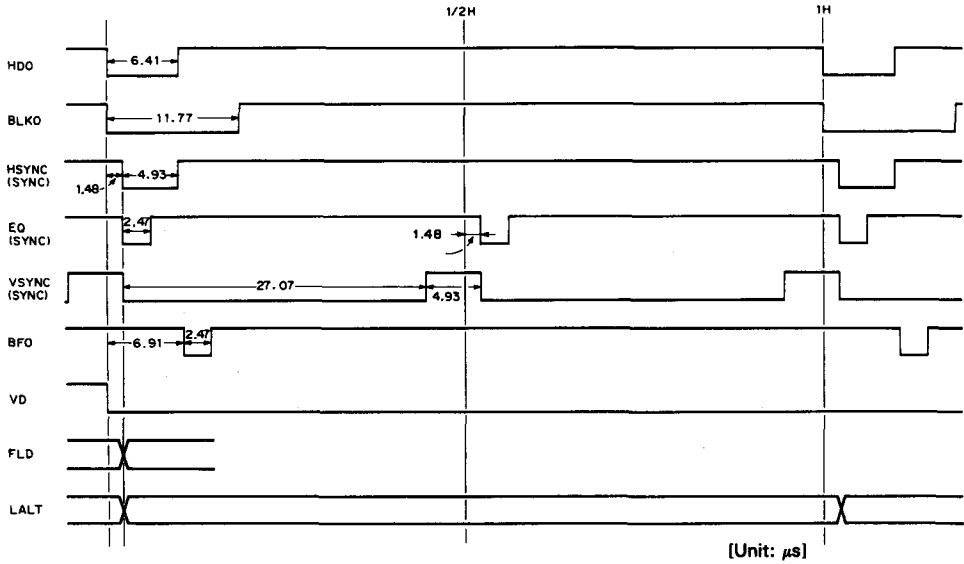 1/2H
1H
HDO
6.41
BLKO
11.77
HSYNC
(SYNC)
1.48
4.93
EQ
(SYNC)
2.47
1.48
VSYNC
(SYNC)
27.07
4.93
BFO
6.91
2.47
VD
FLD
LALT
[Unit: μs]